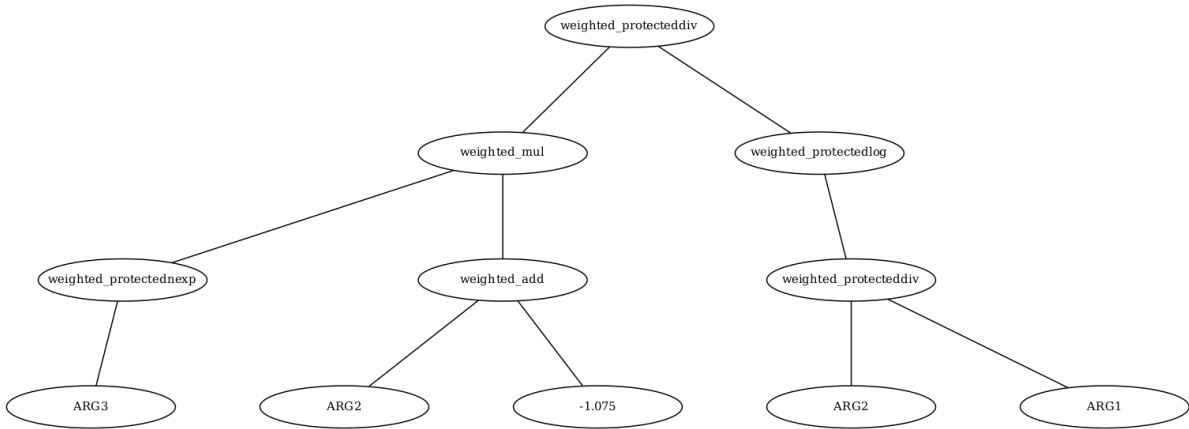 weighted_protecteddiv
weighted_mul
weighted_protectedlog
weighted_protectednexp
weighted_add
weighted_protecteddiv
ARG3
ARG2
-1.075
ARG2
ARG1